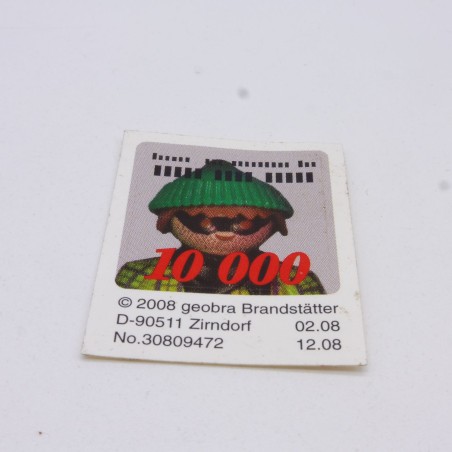 10 000
© 2008 geobra Brandstätter
D-90511 Zirndorf 02.08
No.30809472 12.08